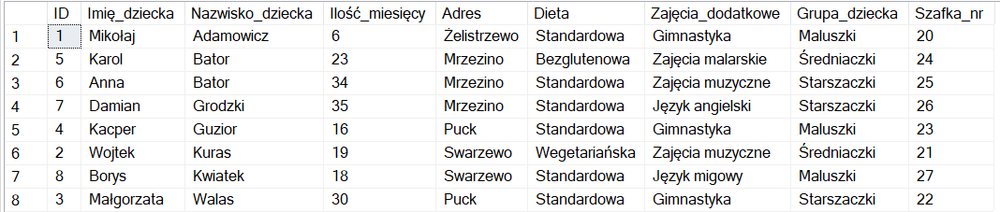 ID Imię_dziecka Nazwisko_dziecka Ilość_miesięcy Adres Dieta Zajęcia_dodatkowe Grupa_dziecka Szafka_nr
1 1 Mikołaj Adamowicz 6 Żelistrzewo Standardowa Gimnastyka Maluszki 20
2 5 Karol Bator 23 Mrzezino Bezglutenowa Zajęcia malarskie Średniaczki 24
3 6 Anna Bator 34 Mrzezino Standardowa Zajęcia muzyczne Starszaczki 25
4 7 Damian Grodzki 35 Mrzezino Standardowa Język angielski Starszaczki 26
5 4 Kacper Guzior 16 Puck Standardowa Gimnastyka Maluszki 23
6 2 Wojtek Kuras 19 Swarzewo Wegetariańska Zajęcia muzyczne Średniaczki 21
7 8 Borys Kwiatek 18 Swarzewo Standardowa Język migowy Maluszki 27
8 3 Małgorzata Walas 30 Puck Standardowa Gimnastyka Starszaczki 22